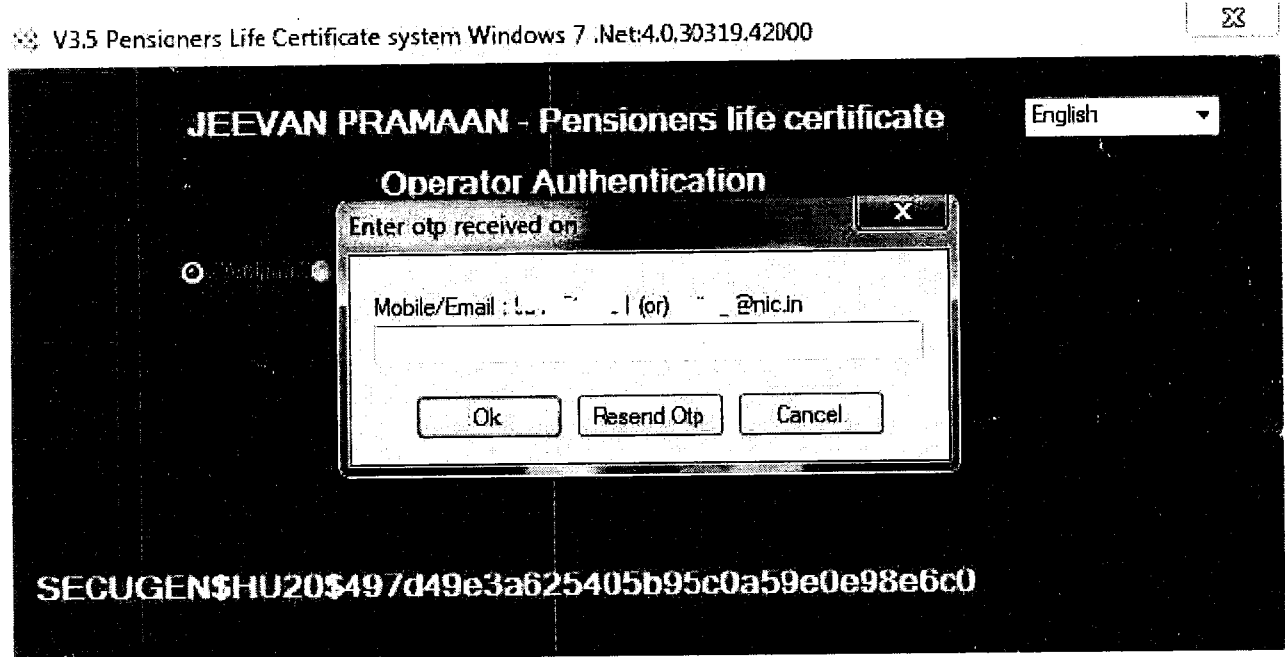 V3.5 Pensioners Life Certificate system Windows 7 .Net:4.0.30319.42000
JEEVAN PRAMAAN - Pensioners life certificate
English
Operator Authentication
Enter otp received on
X
Mobile/Email : (or) @nic.in
Ok
Resend Otp
Cancel
SECUGEN$HU20$497d49e3a625405b95c0a59e0e98e6c0